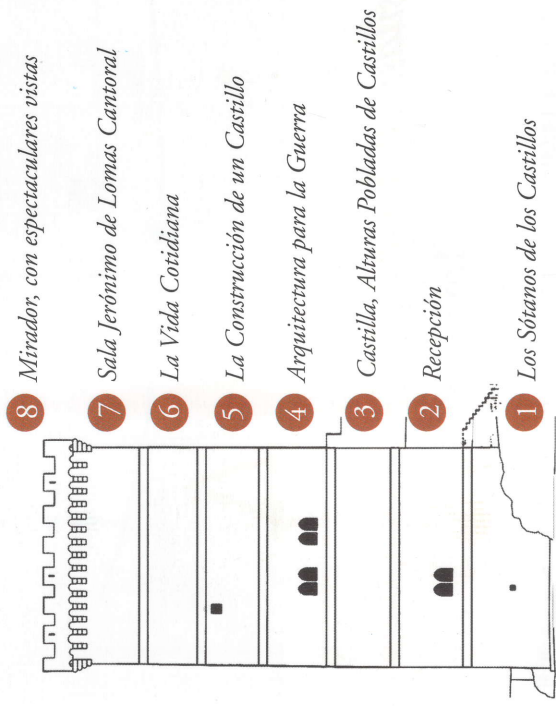 8 Mirador, con espectaculares vistas
7 Sala Jerónimo de Lomas Cantoral
6 La Vida Cotidiana
5 La Construcción de un Castillo
4 Arquitectura para la Guerra
3 Castilla, Alturas Pobladas de Castillos
2 Recepción
1 Los Sótanos de los Castillos